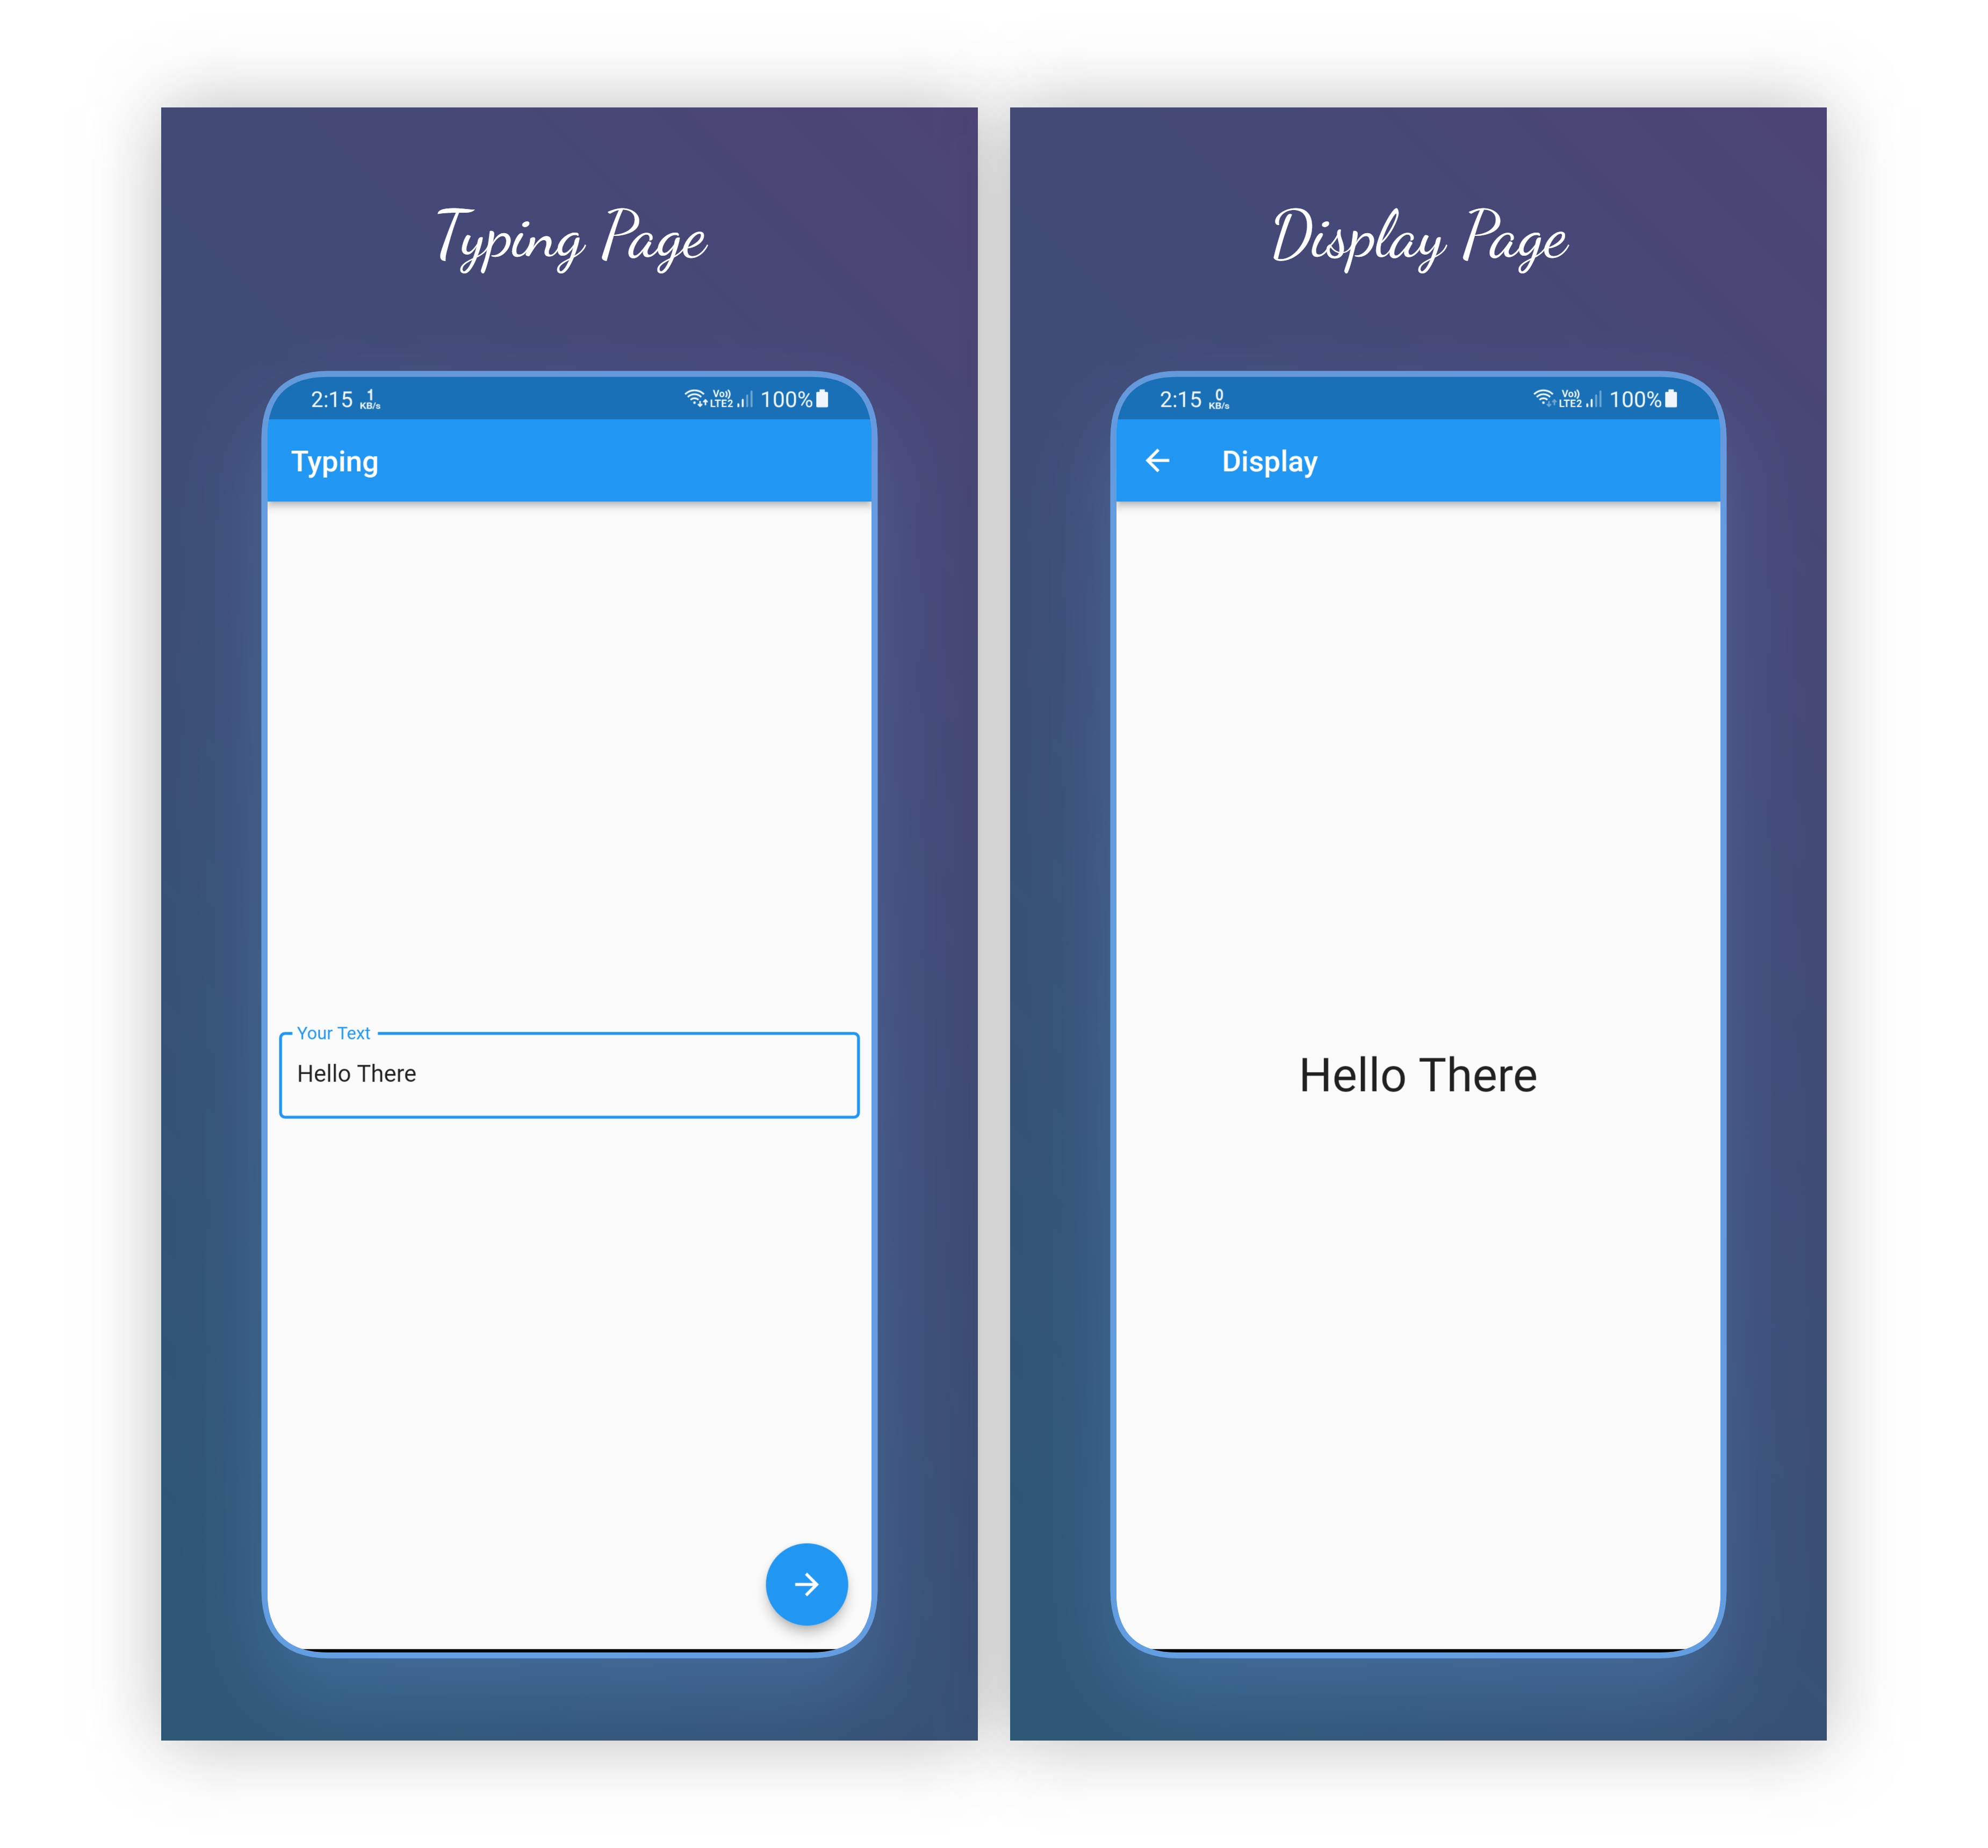 Typing Page
2:15 1 KB/s Vo)) LTE2 100%
Typing
Your Text
Hello There
Display Page
2:15 0 KB/s Vo)) LTE2 100%
Display
Hello There